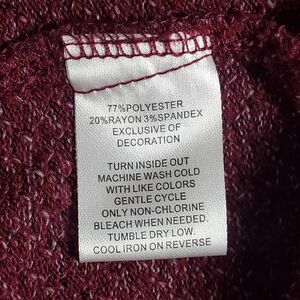 77%POLYESTER
20%RAYON 3%SPANDEX
EXCLUSIVE OF
DECORATION
TURN INSIDE OUT
MACHINE WASH COLD
WITH LIKE COLORS
GENTLE CYCLE
ONLY NON-CHLORINE
BLEACH WHEN NEEDED.
TUMBLE DRY LOW.
COOL IRON ON REVERSE